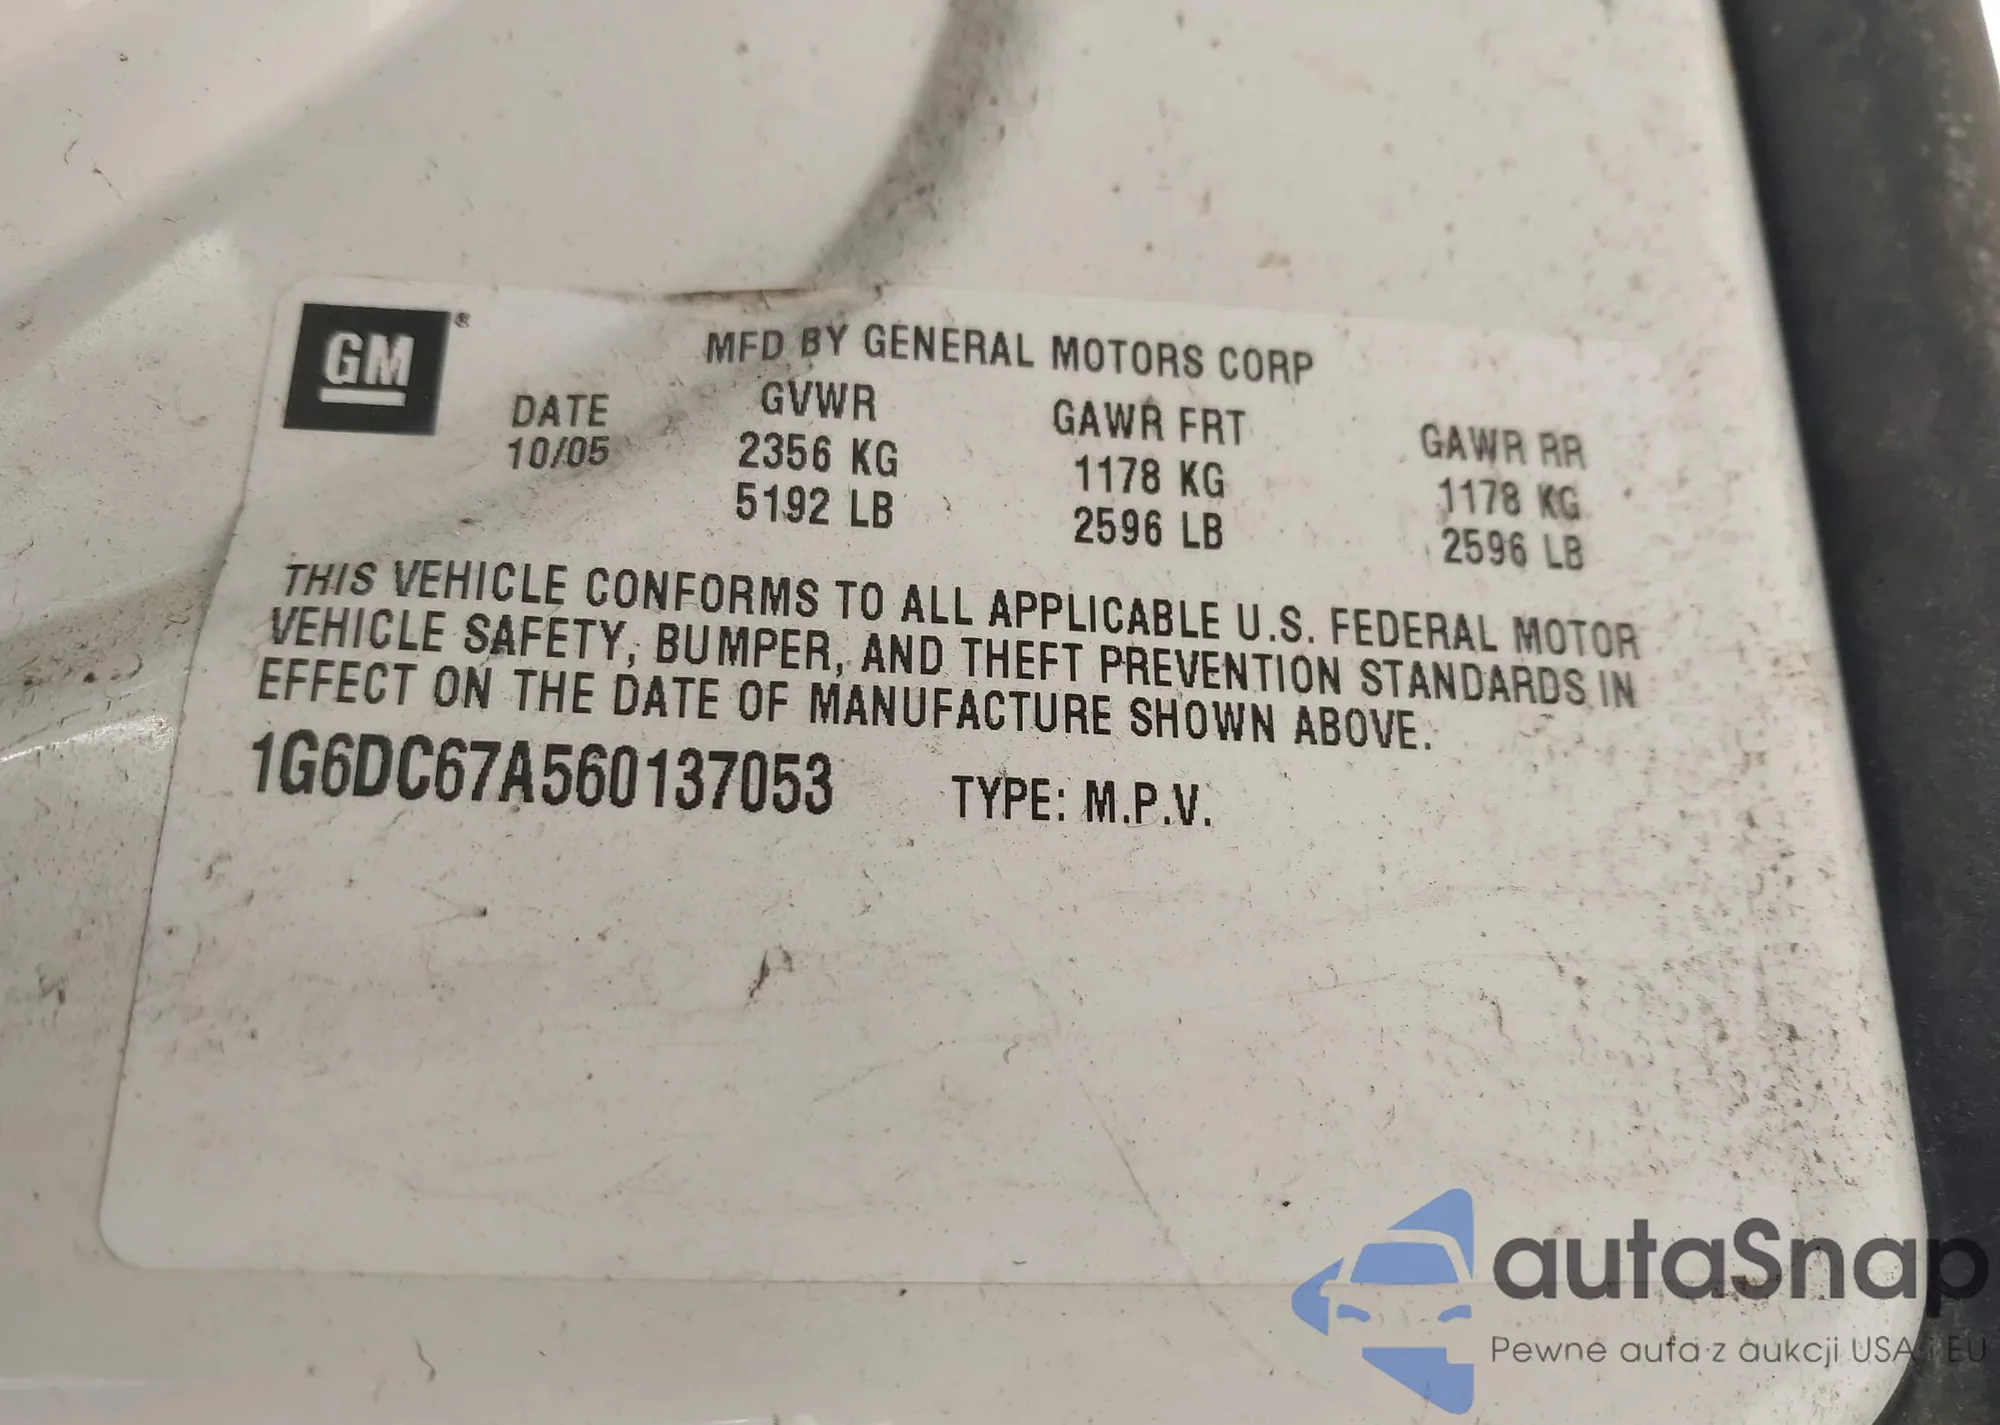 GM®
MFD BY GENERAL MOTORS CORP
DATE GVWR GAWR FRT GAWR RR
10/05 2356 KG 1178 KG 1178 KG
5192 LB 2596 LB 2596 LB
THIS VEHICLE CONFORMS TO ALL APPLICABLE U.S. FEDERAL MOTOR
VEHICLE SAFETY, BUMPER, AND THEFT PREVENTION STANDARDS IN
EFFECT ON THE DATE OF MANUFACTURE SHOWN ABOVE.
1G6DC67A560137053 TYPE: M.P.V.
autaSnap
Pewne auta z aukcji USA i EU